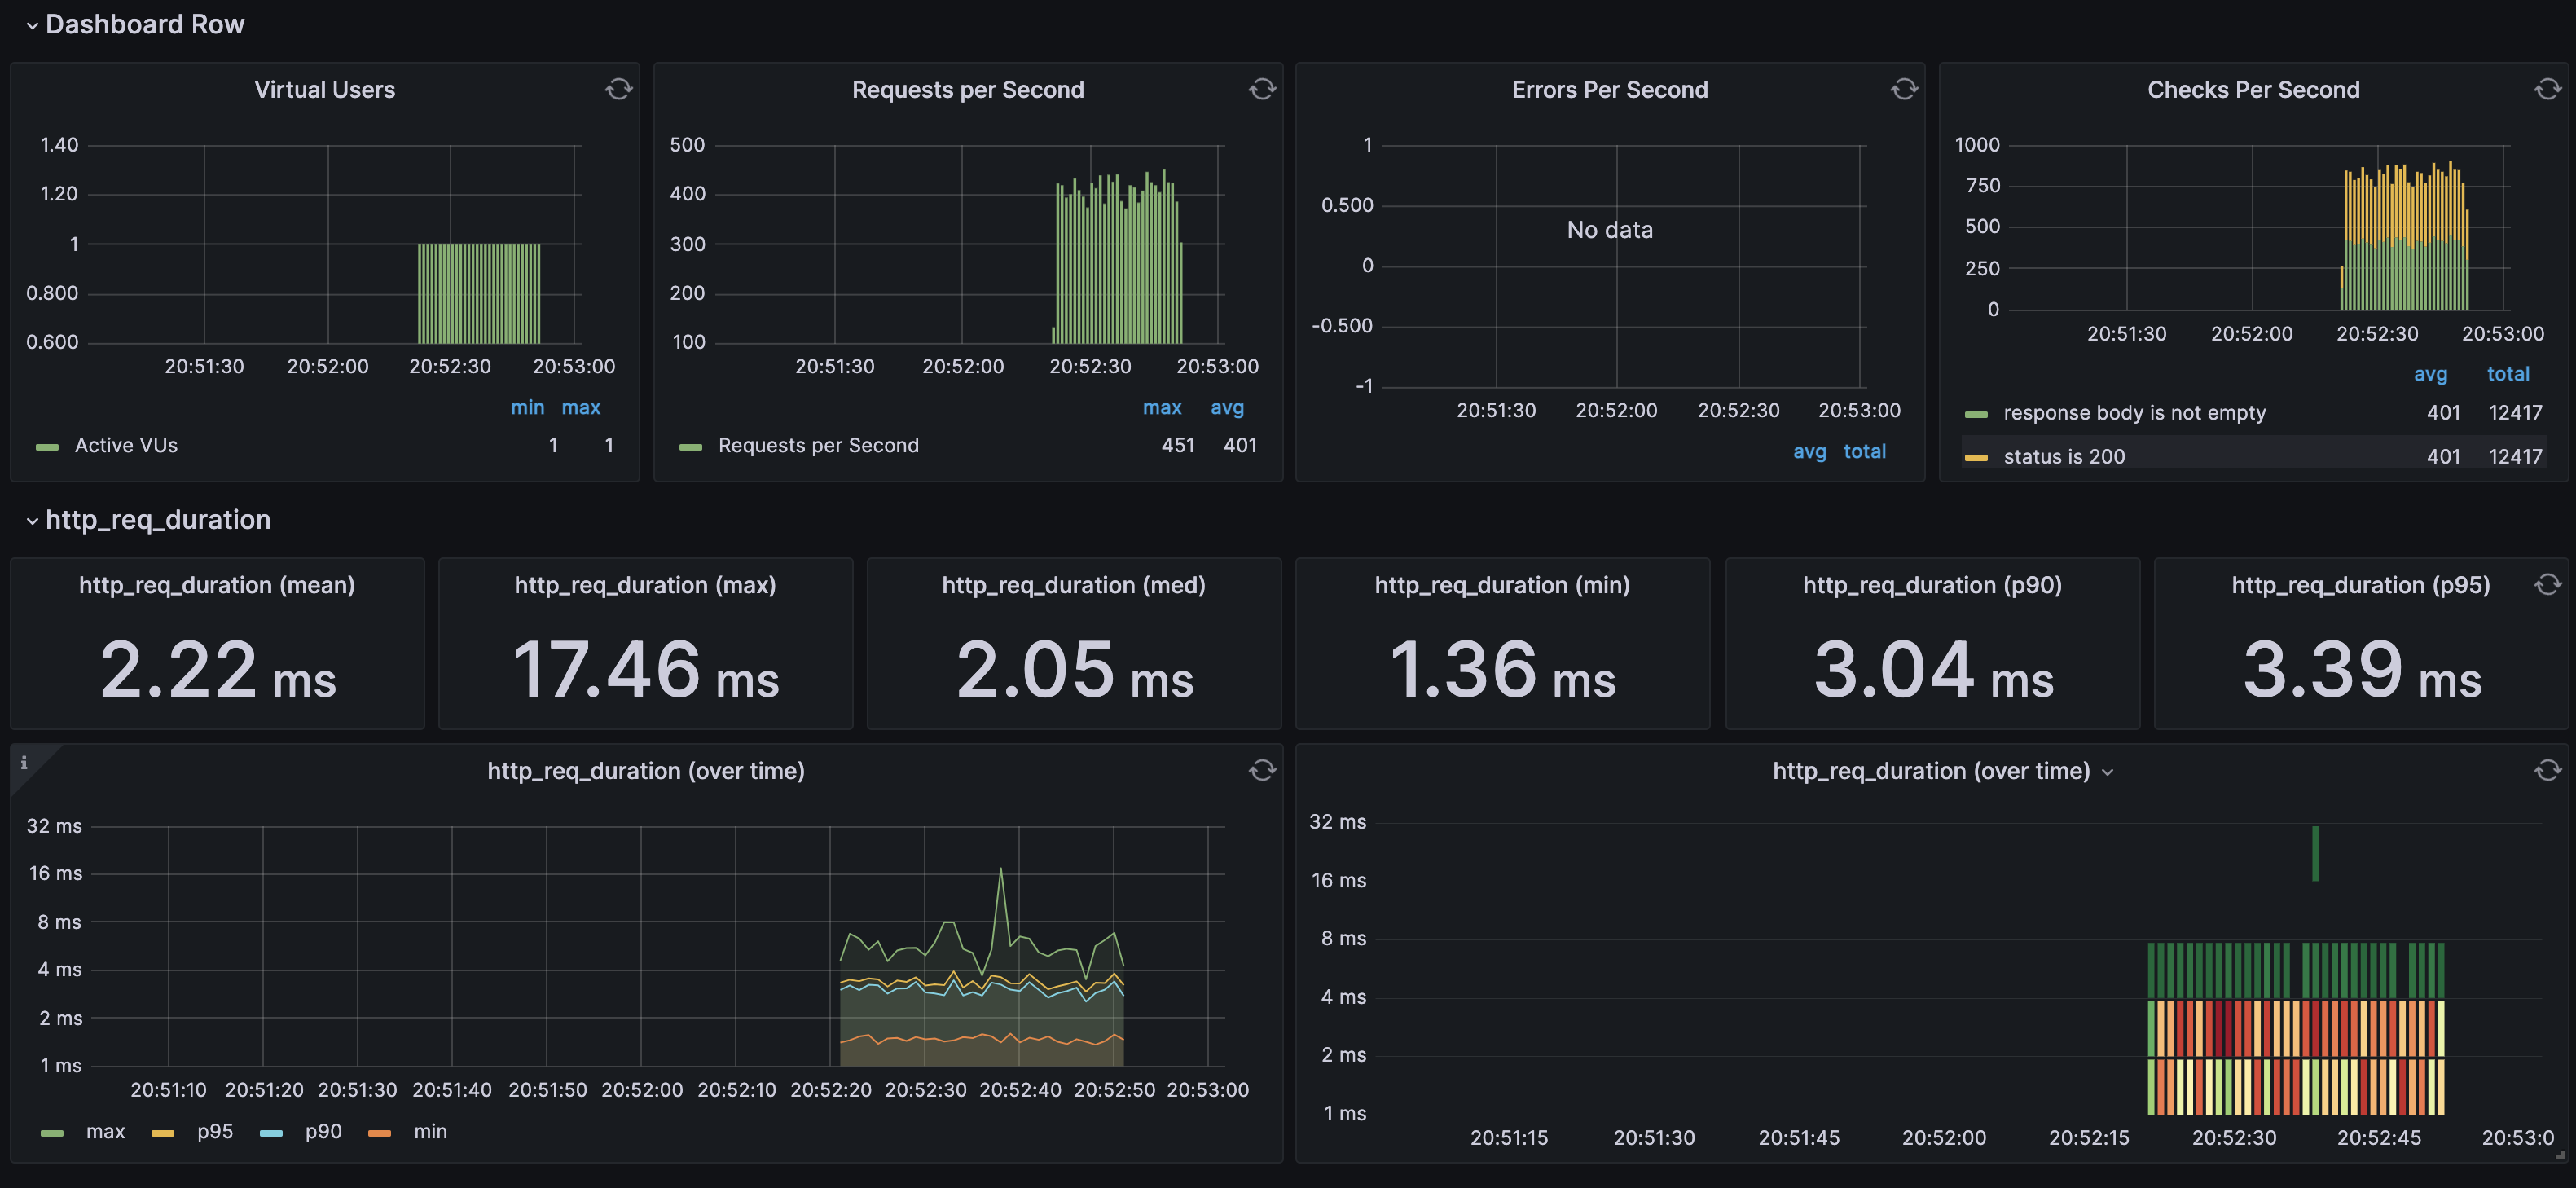 Dashboard Row
Virtual Users
1.40
1.20
1
0.800
0.600
20:51:30 20:52:00 20:52:30 20:53:00
min max
Active VUs 1 1
Requests per Second
500
400
300
200
100
20:51:30 20:52:00 20:52:30 20:53:00
max avg
Requests per Second 451 401
Errors Per Second
1
0.500
No data
0
-0.500
-1
20:51:30 20:52:00 20:52:30 20:53:00
avg total
Checks Per Second
1000
750
500
250
0
20:51:30 20:52:00 20:52:30 20:53:00
avg total
response body is not empty 401 12417
status is 200 401 12417
http_req_duration
http_req_duration (mean)
2.22 ms
http_req_duration (max)
17.46 ms
http_req_duration (med)
2.05 ms
http_req_duration (min)
1.36 ms
http_req_duration (p90)
3.04 ms
http_req_duration (p95)
3.39 ms
i
http_req_duration (over time)
32 ms
16 ms
8 ms
4 ms
2 ms
1 ms
20:51:10 20:51:20 20:51:30 20:51:40 20:51:50 20:52:00 20:52:10 20:52:20 20:52:30 20:52:40 20:52:50 20:53:00
max p95 p90 min
http_req_duration (over time)
32 ms
16 ms
8 ms
4 ms
2 ms
1 ms
20:51:15 20:51:30 20:51:45 20:52:00 20:52:15 20:52:30 20:52:45 20:53:0